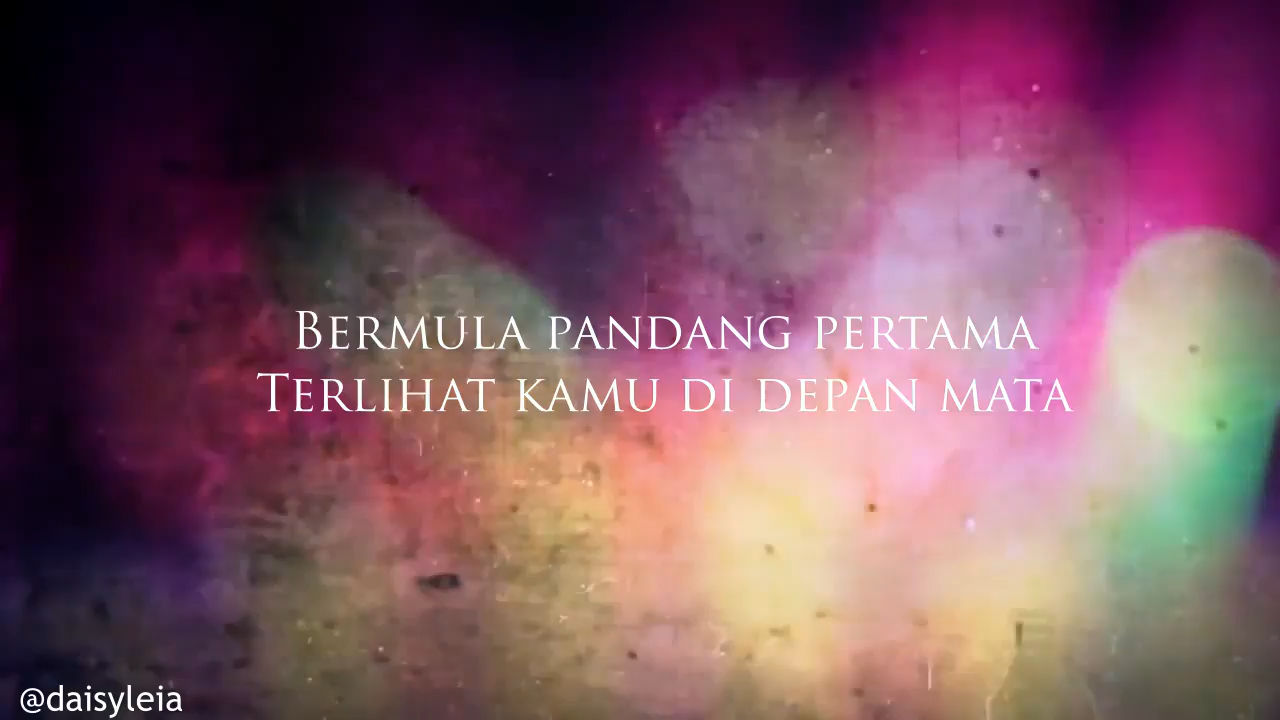 Bermula pandang pertama
Terlihat kamu di depan mata
@daisyleia